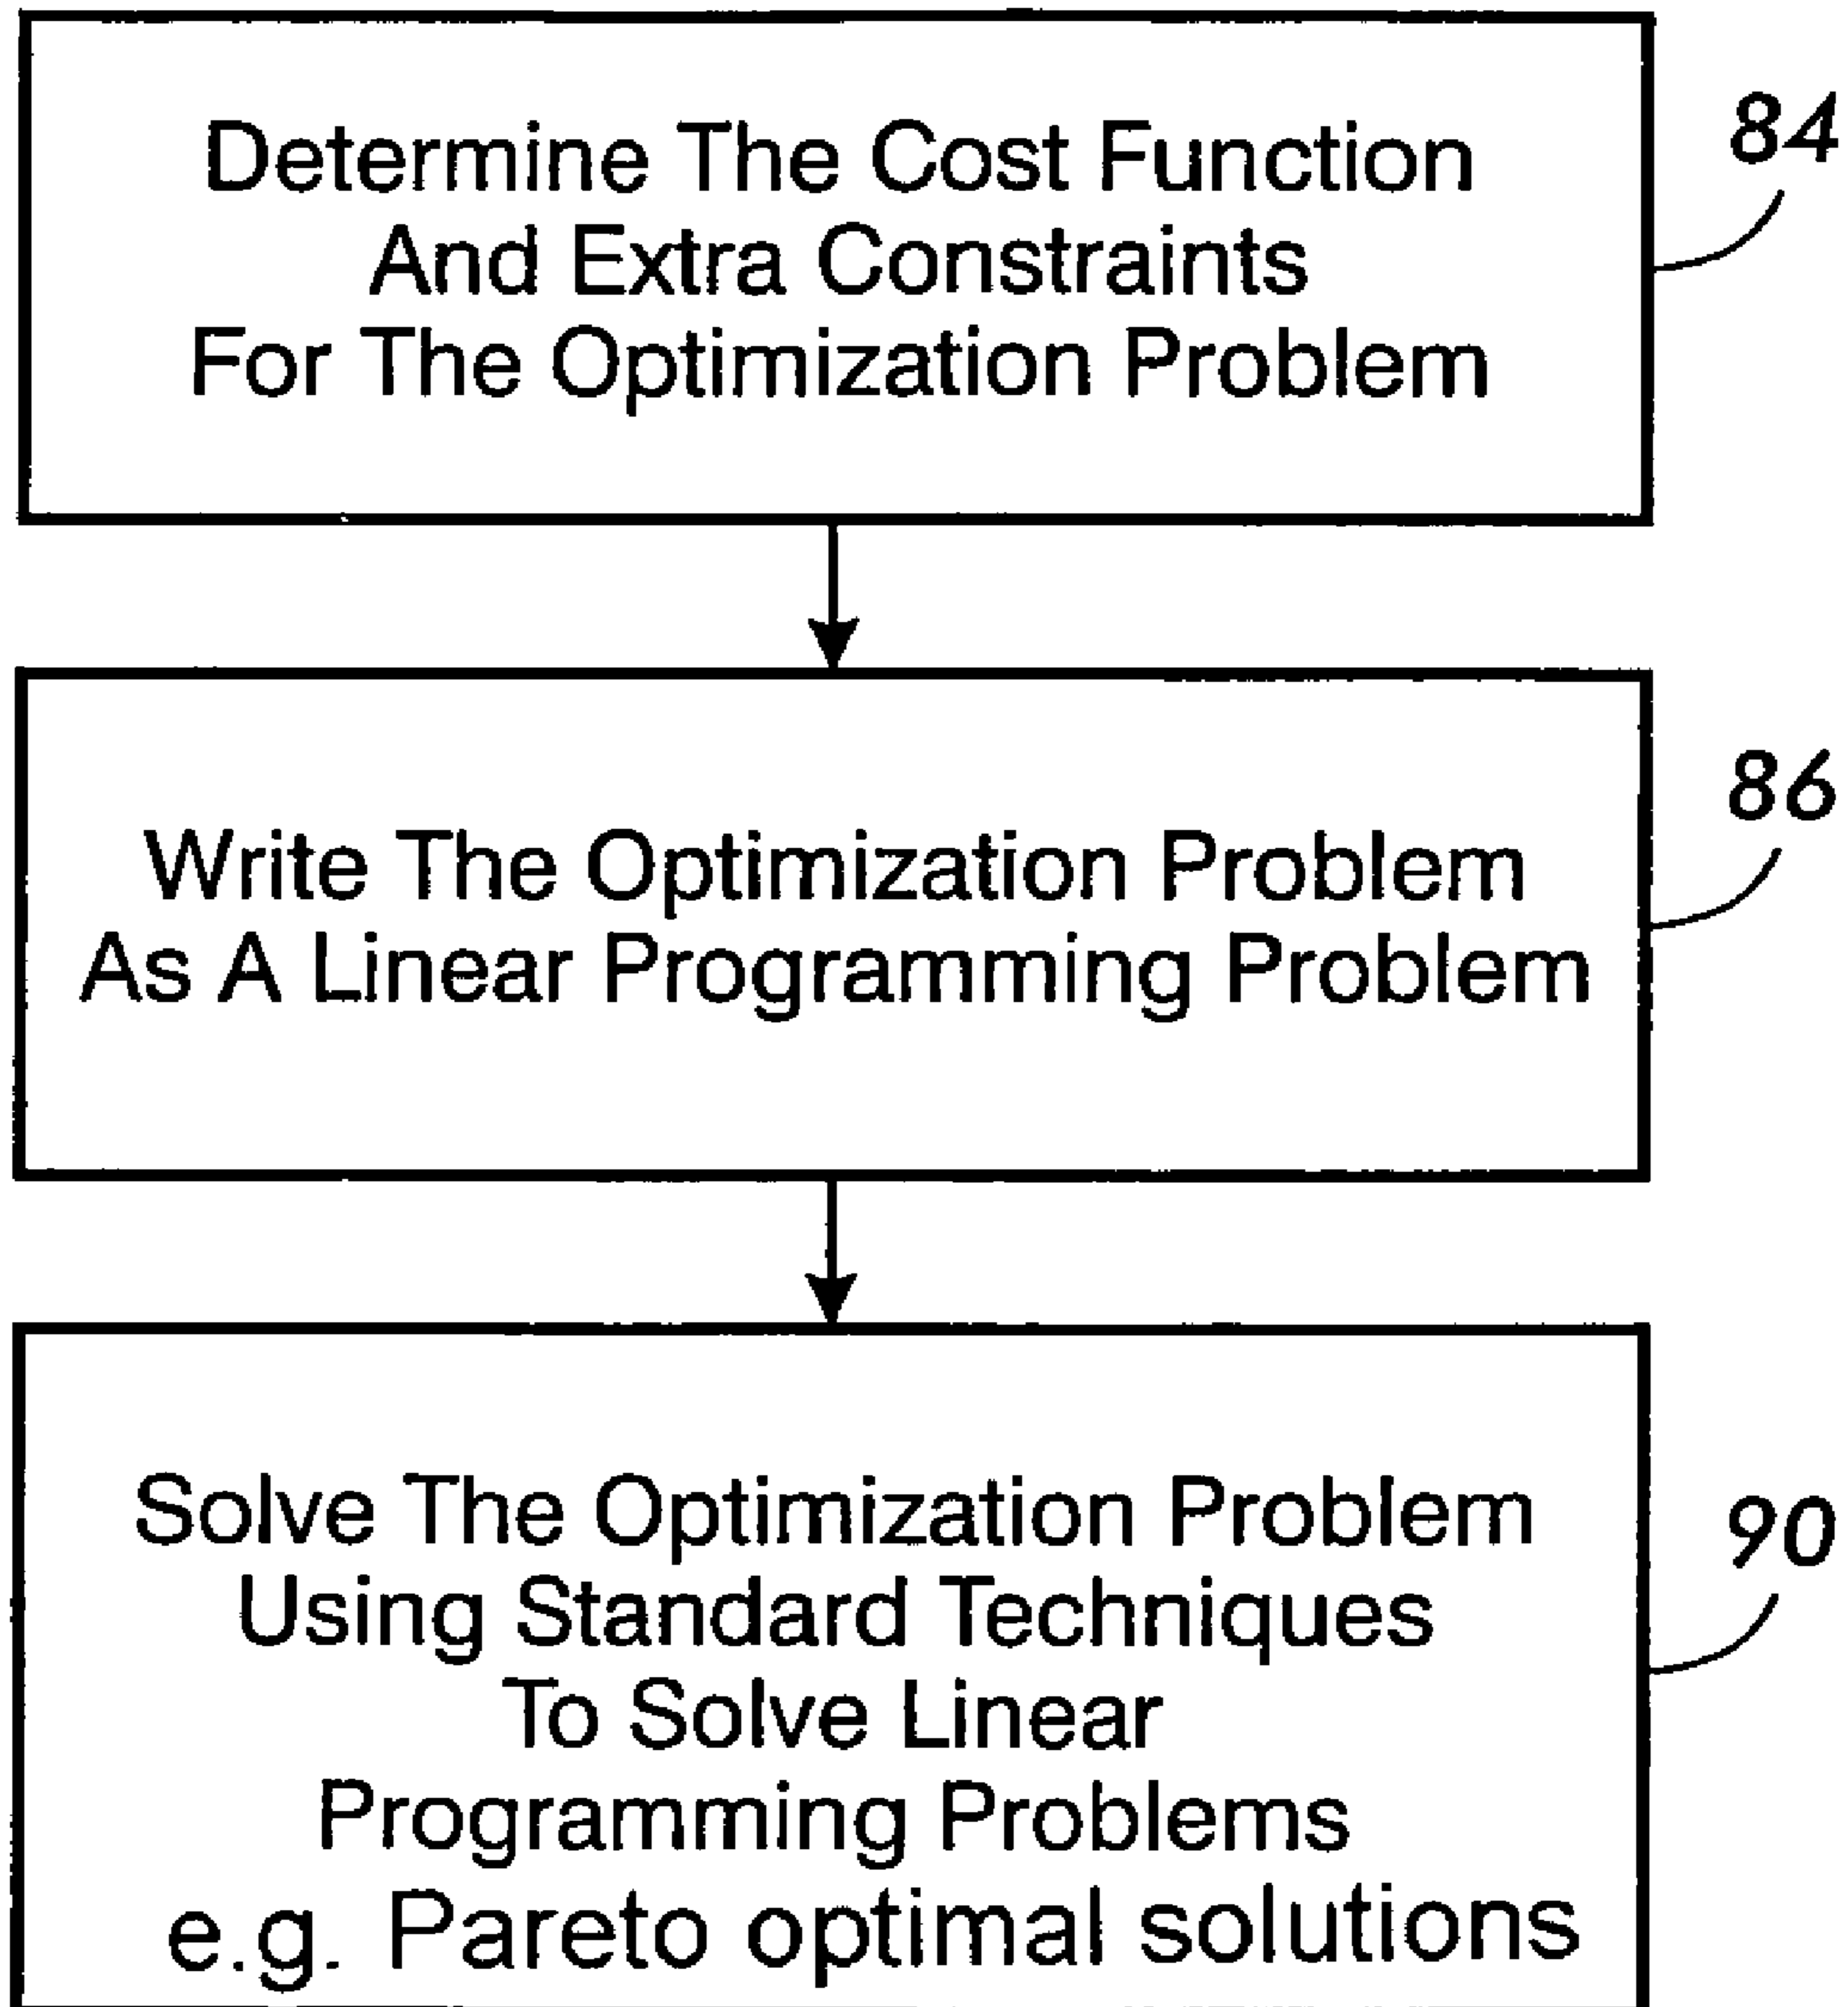 Determine The Cost Function
And Extra Constraints
For The Optimization Problem
84
Write The Optimization Problem
As A Linear Programming Problem
86
Solve The Optimization Problem
Using Standard Techniques
To Solve Linear
Programming Problems
e.g. Pareto optimal solutions
90